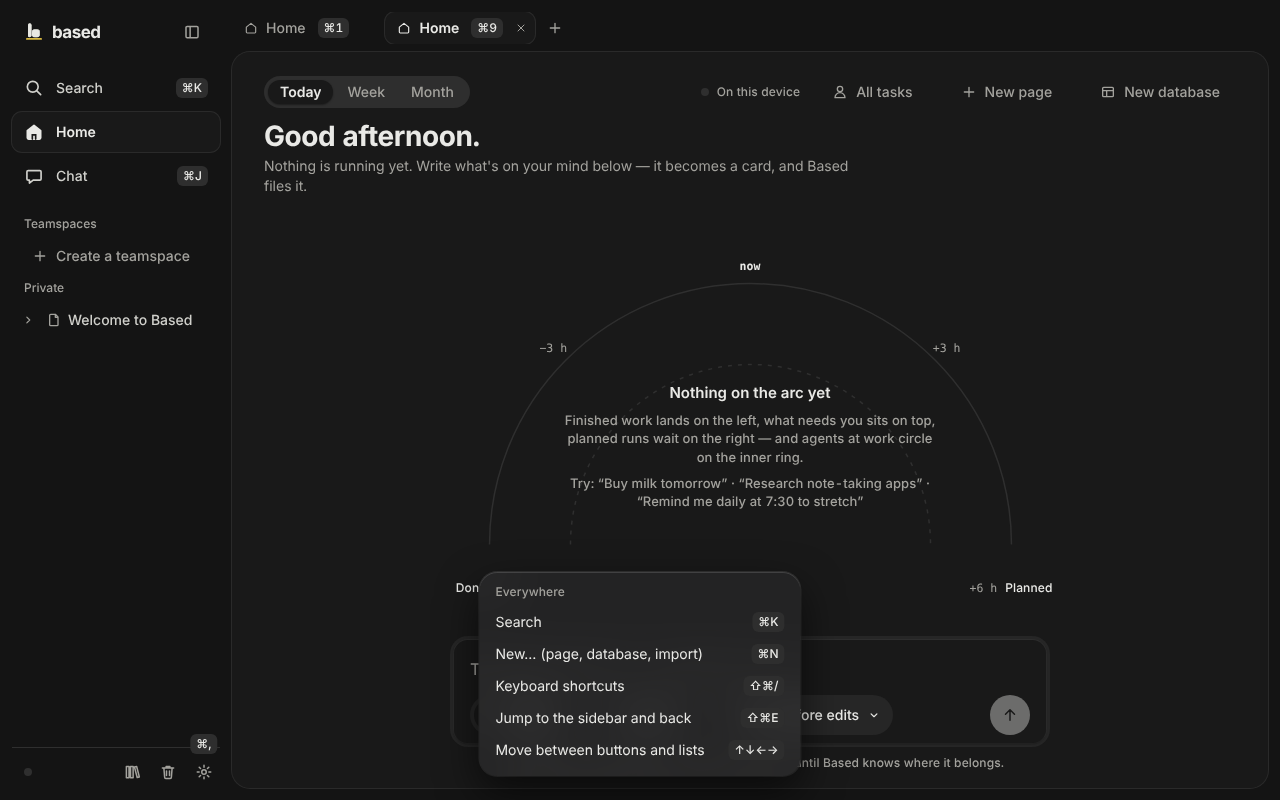 based
Home ⌘1
Home ⌘9
Search ⌘K
Home
Chat ⌘J
Teamspaces
Create a teamspace
Private
Welcome to Based
⌘,
Today Week Month
On this device
All tasks
New page
New database
Good afternoon.
Nothing is running yet. Write what's on your mind below — it becomes a card, and Based
files it.
now
−3 h
+3 h
Nothing on the arc yet
Finished work lands on the left, what needs you sits on top,
planned runs wait on the right — and agents at work circle
on the inner ring.
Try: “Buy milk tomorrow” · “Research note-taking apps” ·
“Remind me daily at 7:30 to stretch”
+6 h Planned
Everywhere
Search ⌘K
New... (page, database, import) ⌘N
Keyboard shortcuts ⇧⌘/
Jump to the sidebar and back ⇧⌘E
Move between buttons and lists ↑↓←→
edits
Based knows where it belongs.